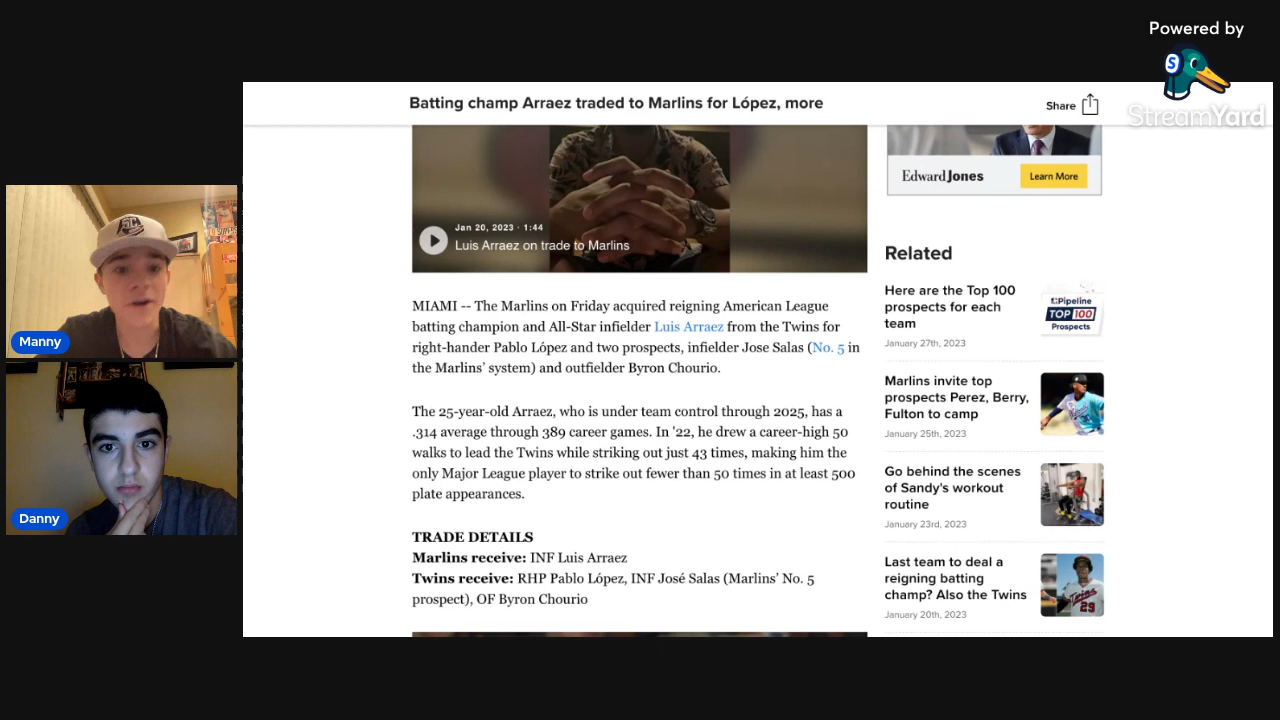 Powered by
S
StreamYard
Batting champ Arraez traded to Marlins for López, more
Share
Jan 20, 2023 · 1:44
Luis Arraez on trade to Marlins
MIAMI -- The Marlins on Friday acquired reigning American League
batting champion and All-Star infielder Luis Arraez from the Twins for
right-hander Pablo López and two prospects, infielder Jose Salas (No. 5 in
the Marlins’ system) and outfielder Byron Chourio.
The 25-year-old Arraez, who is under team control through 2025, has a
.314 average through 389 career games. In '22, he drew a career-high 50
walks to lead the Twins while striking out just 43 times, making him the
only Major League player to strike out fewer than 50 times in at least 500
plate appearances.
TRADE DETAILS
Marlins receive: INF Luis Arraez
Twins receive: RHP Pablo López, INF José Salas (Marlins’ No. 5
prospect), OF Byron Chourio
Edward Jones
Learn More
Related
Here are the Top 100
prospects for each
team
January 27th, 2023
Pipeline
TOP 100
Prospects
Marlins invite top
prospects Perez, Berry,
Fulton to camp
January 25th, 2023
Go behind the scenes
of Sandy's workout
routine
January 23rd, 2023
Last team to deal a
reigning batting
champ? Also the Twins
January 20th, 2023
Twins
29
SC
Manny
Danny